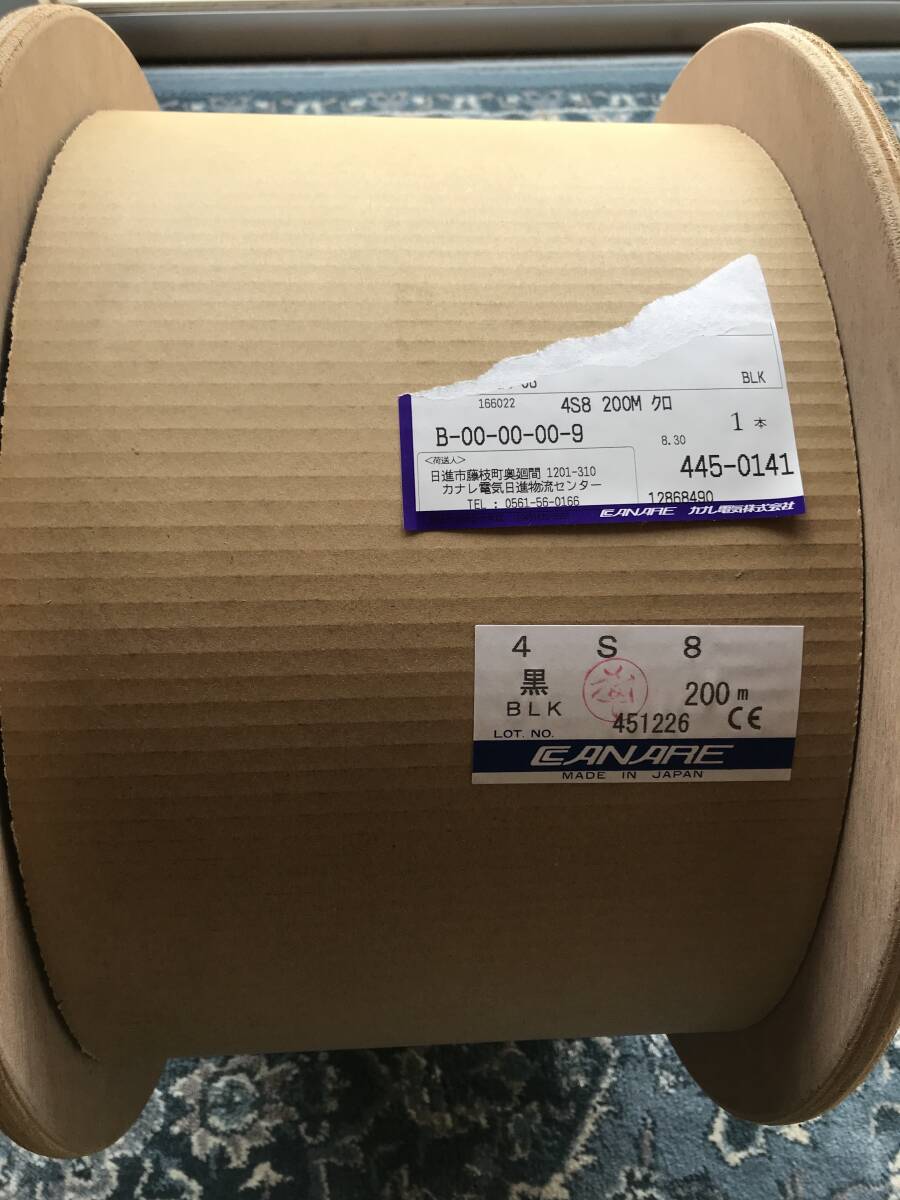 BLK
166022 4S8 200M クロ
B-00-00-00-9 8.30 1 本
<荷送人>
日進市藤枝町奥廻間 1201-310
カナレ電気日進物流センター
TEL : 0561-56-0166
445-0141
12868490
CANARE カナレ電気株式会社
4 S 8
黒
BLK 200m
LOT. NO. 451226 CE
CANARE
MADE IN JAPAN